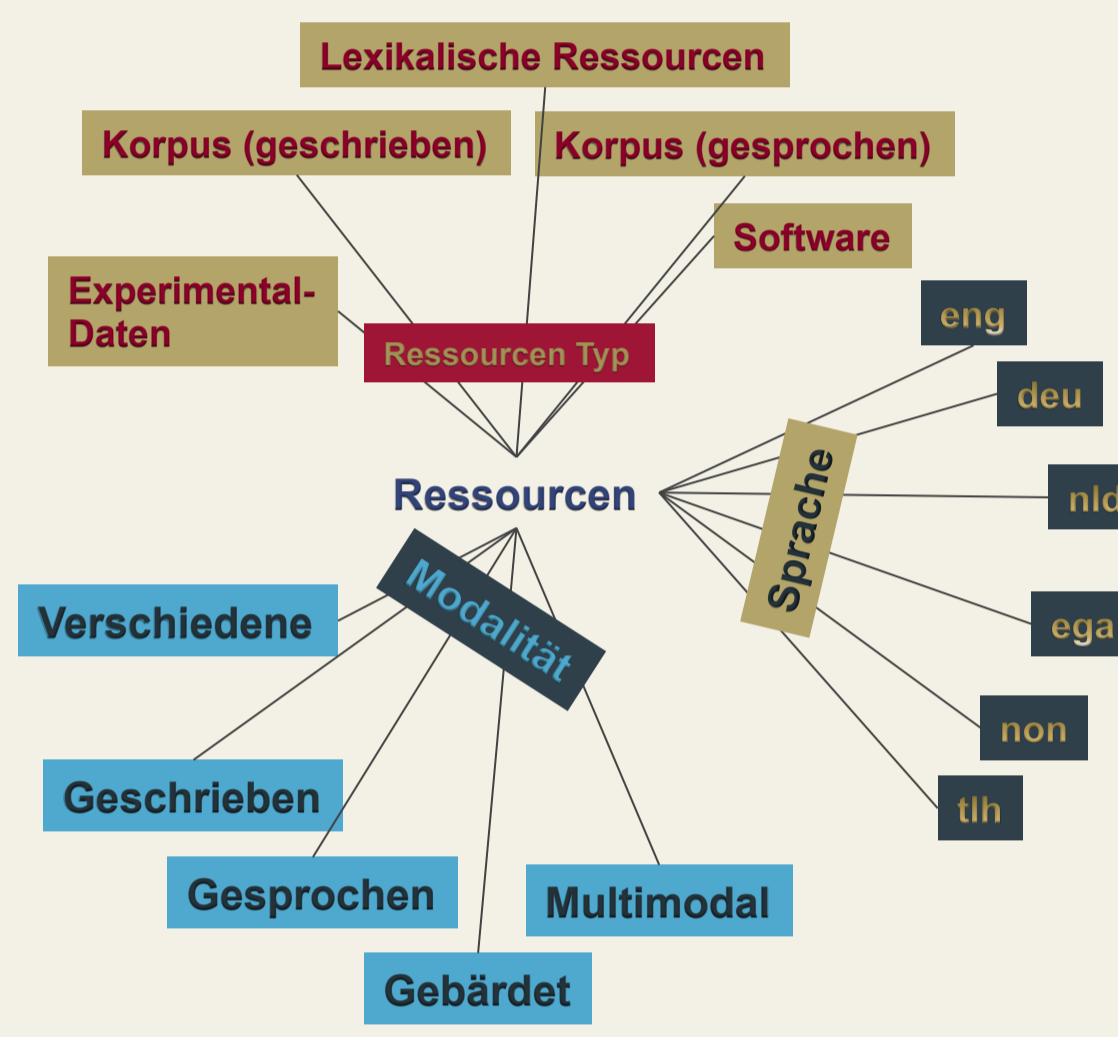 Lexikalische Ressourcen
Korpus (geschrieben)
Korpus (gesprochen)
Software
Experimental-
Daten
Ressourcen Typ
eng
deu
Ressourcen
nld
Sprache
Modalität
Verschiedene
ega
non
Geschrieben
tlh
Gesprochen
Multimodal
Gebärdet